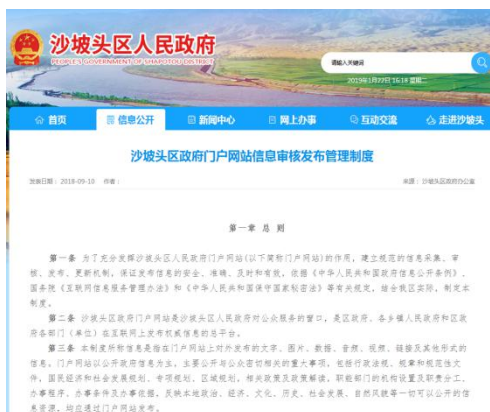 沙坡头区人民政府
PEOPLE'S GOVERNMENT OF SHAPOTOU DISTRICT
请输入关键词
2019年1月22日 16:18 星期二
首页 信息公开 新闻中心 网上办事 互动交流 走进沙坡头
沙坡头区政府门户网站信息审核发布管理制度
发表日期： 2018-09-10 作者： 来源： 沙坡头区政府办公室
第一章 总 则
第一条 为了充分发挥沙坡头区人民政府门户网站(以下简称门户网站)的作用，建立规范的信息采集、审
核、发布、更新机制，保证发布信息的安全、准确、及时和有效，依据《中华人民共和国政府信息公开条例》、
国务院《互联网信息服务管理办法》和《中华人民共和国保守国家秘密法》等有关规定，结合我区实际，制定本
制度。
第二条 沙坡头区政府门户网站是沙坡头区人民政府对公众服务的窗口，是区政府、各乡镇人民政府和区政
府各部门（单位）在互联网上发布权威信息的总平台。
第三条 本制度所称信息是指在门户网站上对外发布的文字、图片、数据、音频、视频、链接及其他形式的
信息。门户网站以公开政府信息为主，主要公开与公众密切相关的重大事项，包括行政法规、规章和规范性文
件，国民经济和社会发展规划、专项规划、区域规划，相关政策及政策解读，职能部门的机构设置及职责分工、
办事程序、办事条件及办事依据，反映本地政治、经济、文化、历史、社会发展、自然风貌等一切可以公开的信
息资源，均应通过门户网站发布。